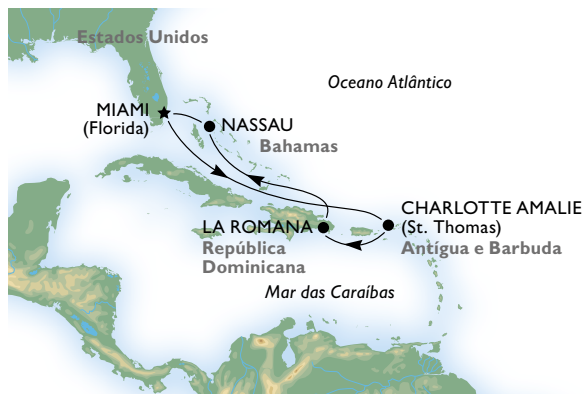 Estados Unidos
Oceano Atlântico
MIAMI
(Florida)
NASSAU
Bahamas
CHARLOTTE AMALIE
(St. Thomas)
Antígua e Barbuda
LA ROMANA
República
Dominicana
Mar das Caraíbas